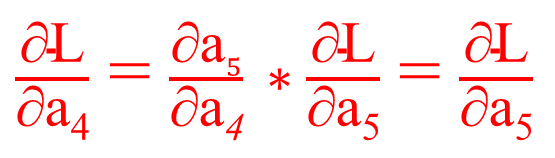 ∂-L/∂a₄ = ∂a₅/∂a₄ * ∂-L/∂a₅ = ∂-L/∂a₅